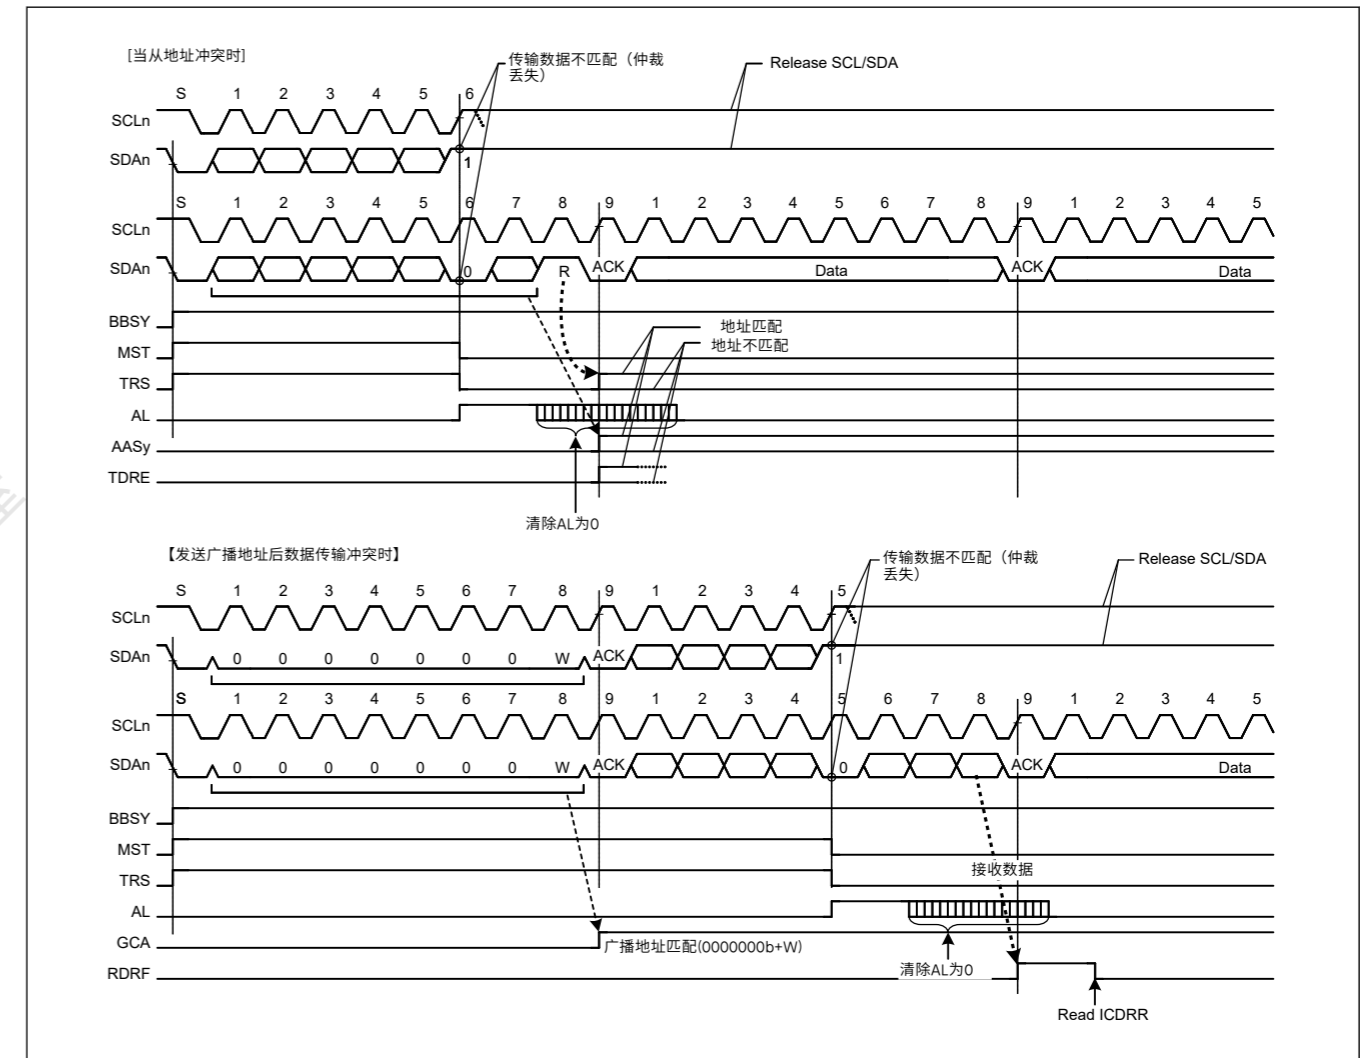 [当从地址冲突时]
传输数据不匹配（仲裁
丢失）
Release SCL/SDA
S 1 2 3 4 5 6
SCLn
SDAn
1
S 1 2 3 4 5 6 7 8 9 1 2 3 4 5 6 7 8 9 1 2 3 4 5
SCLn
SDAn 0 R ACK Data ACK Data
BBSY
地址匹配
MST
地址不匹配
TRS
AL
AASy
TDRE
清除AL为0
【发送广播地址后数据传输冲突时】
传输数据不匹配（仲裁
丢失）
Release SCL/SDA
S 1 2 3 4 5 6 7 8 9 1 2 3 4 5
SCLn
SDAn 0 0 0 0 0 0 0 W ACK 1
S 1 2 3 4 5 6 7 8 9 1 2 3 4 5 6 7 8 9 1 2 3 4 5
SCLn
SDAn 0 0 0 0 0 0 0 W ACK 0 ACK Data
BBSY
MST
接收数据
TRS
AL
GCA
广播地址匹配(0000000b+W)
清除AL为0
RDRF
Read ICDRR